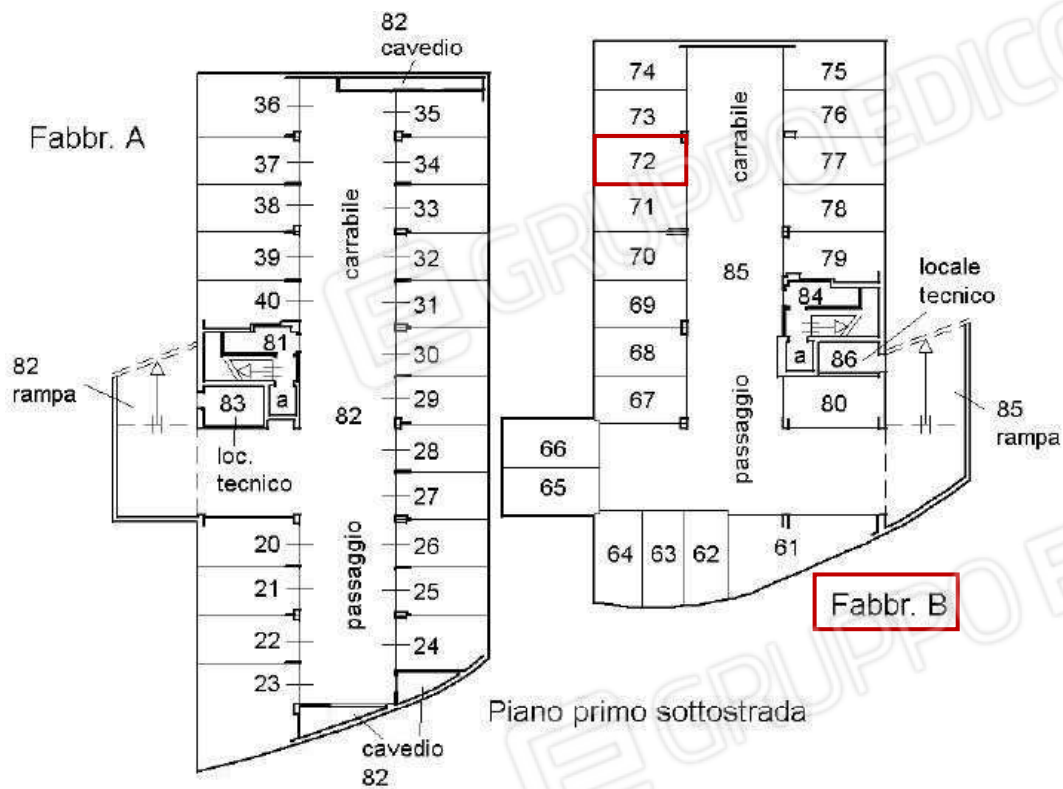 82
cavedio
Fabbr. A
36
35
37
34
38
33
39
32
40
31
81
30
carrabile
82
rampa
83
a
82
29
loc.
tecnico
28
27
20
26
21
25
passaggio
22
24
23
cavedio
82
Piano primo sottostrada
74
75
73
76
carrabile
72
77
71
78
70
85
79
locale
tecnico
69
84
68
a
86
67
80
85
rampa
66
65
passaggio
64
63
62
61
Fabbr. B
GRUPPO EDICO
GRUPPO E